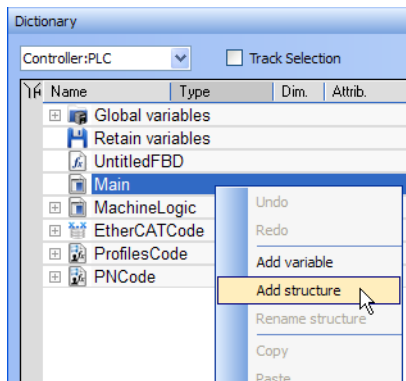 Dictionary
Controller:PLC Track Selection
Name Type Dim. Attrib.
Global variables
Retain variables
UntitledFBD
Main
MachineLogic
EtherCATCode
ProfilesCode
PNCode
Undo
Redo
Add variable
Add structure
Rename structure
Copy
Paste